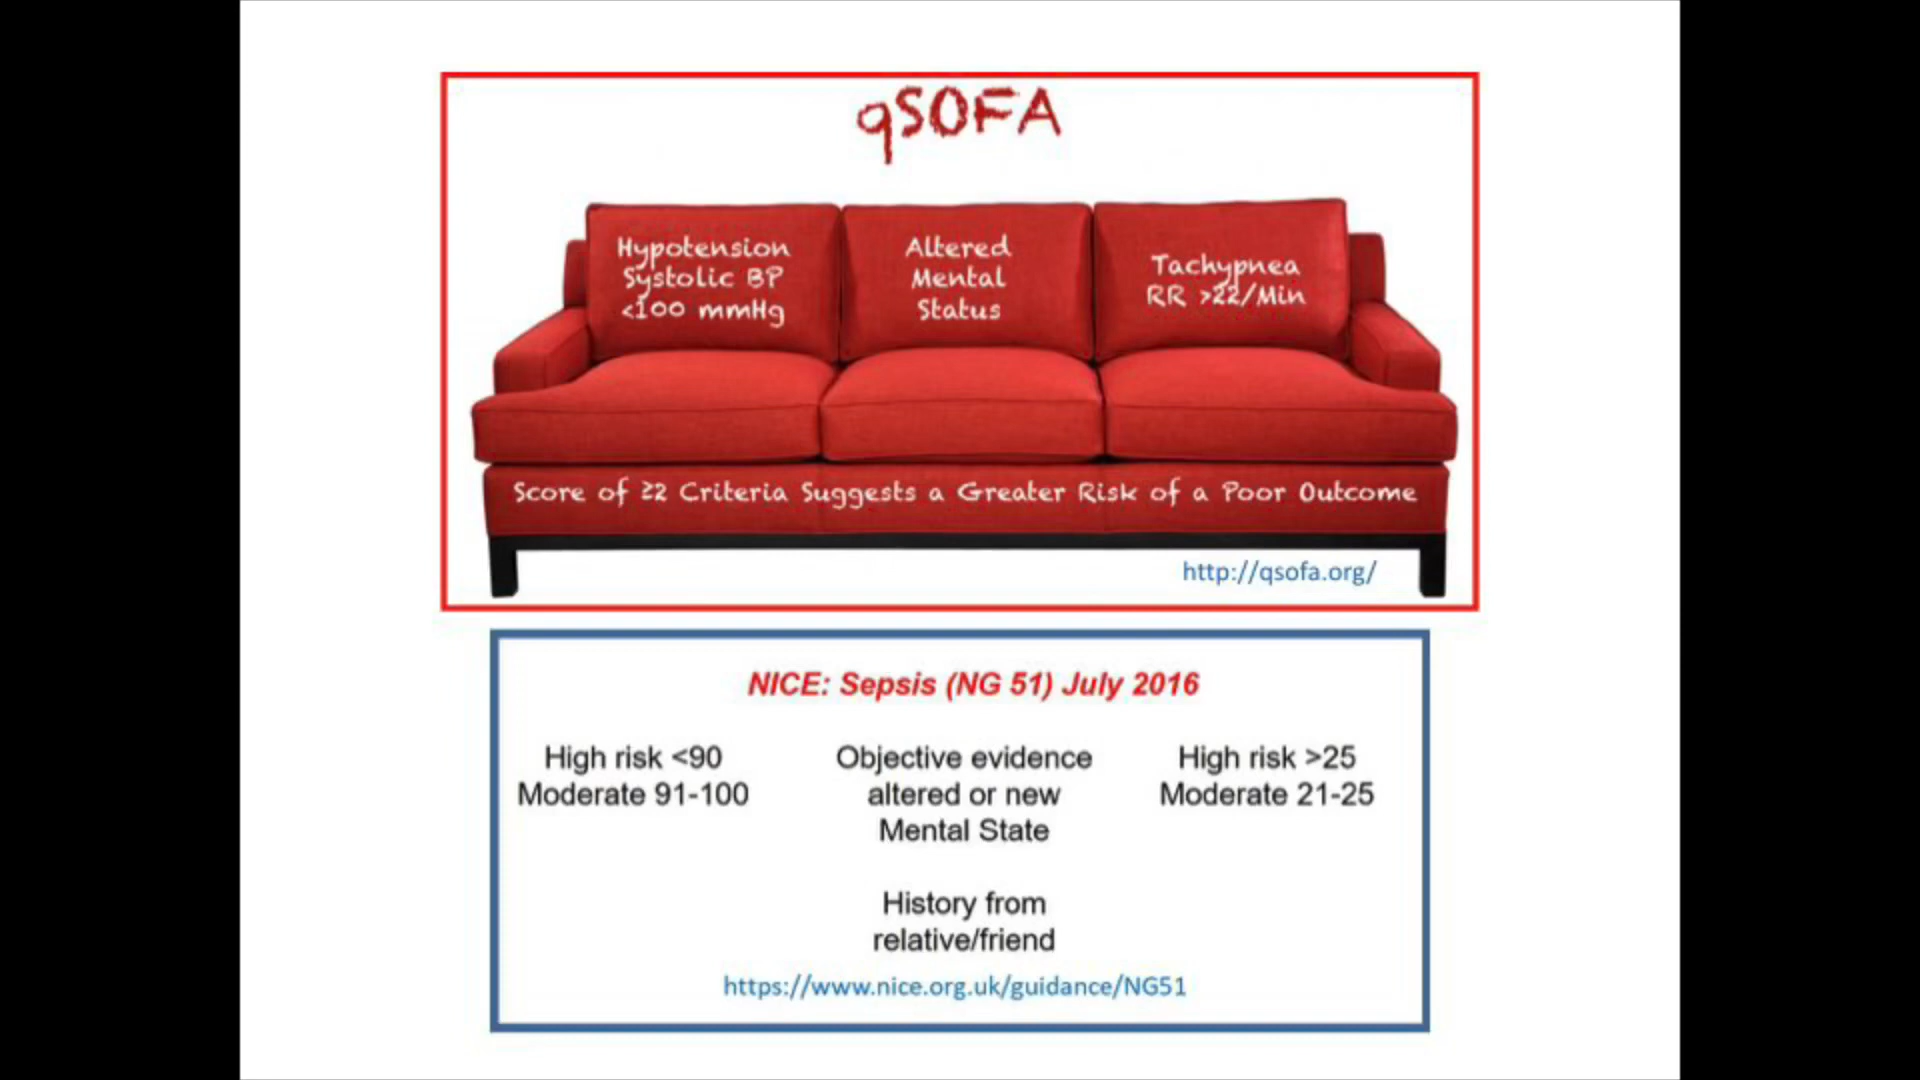 qSOFA
Hypotension
Systolic BP
<100 mmHg
Altered
Mental
Status
Tachypnea
RR >22/Min
Score of ≥2 Criteria Suggests a Greater Risk of a Poor Outcome
http://qsofa.org/
NICE: Sepsis (NG 51) July 2016
High risk <90
Moderate 91-100
Objective evidence
altered or new
Mental State
History from
relative/friend
High risk >25
Moderate 21-25
https://www.nice.org.uk/guidance/NG51